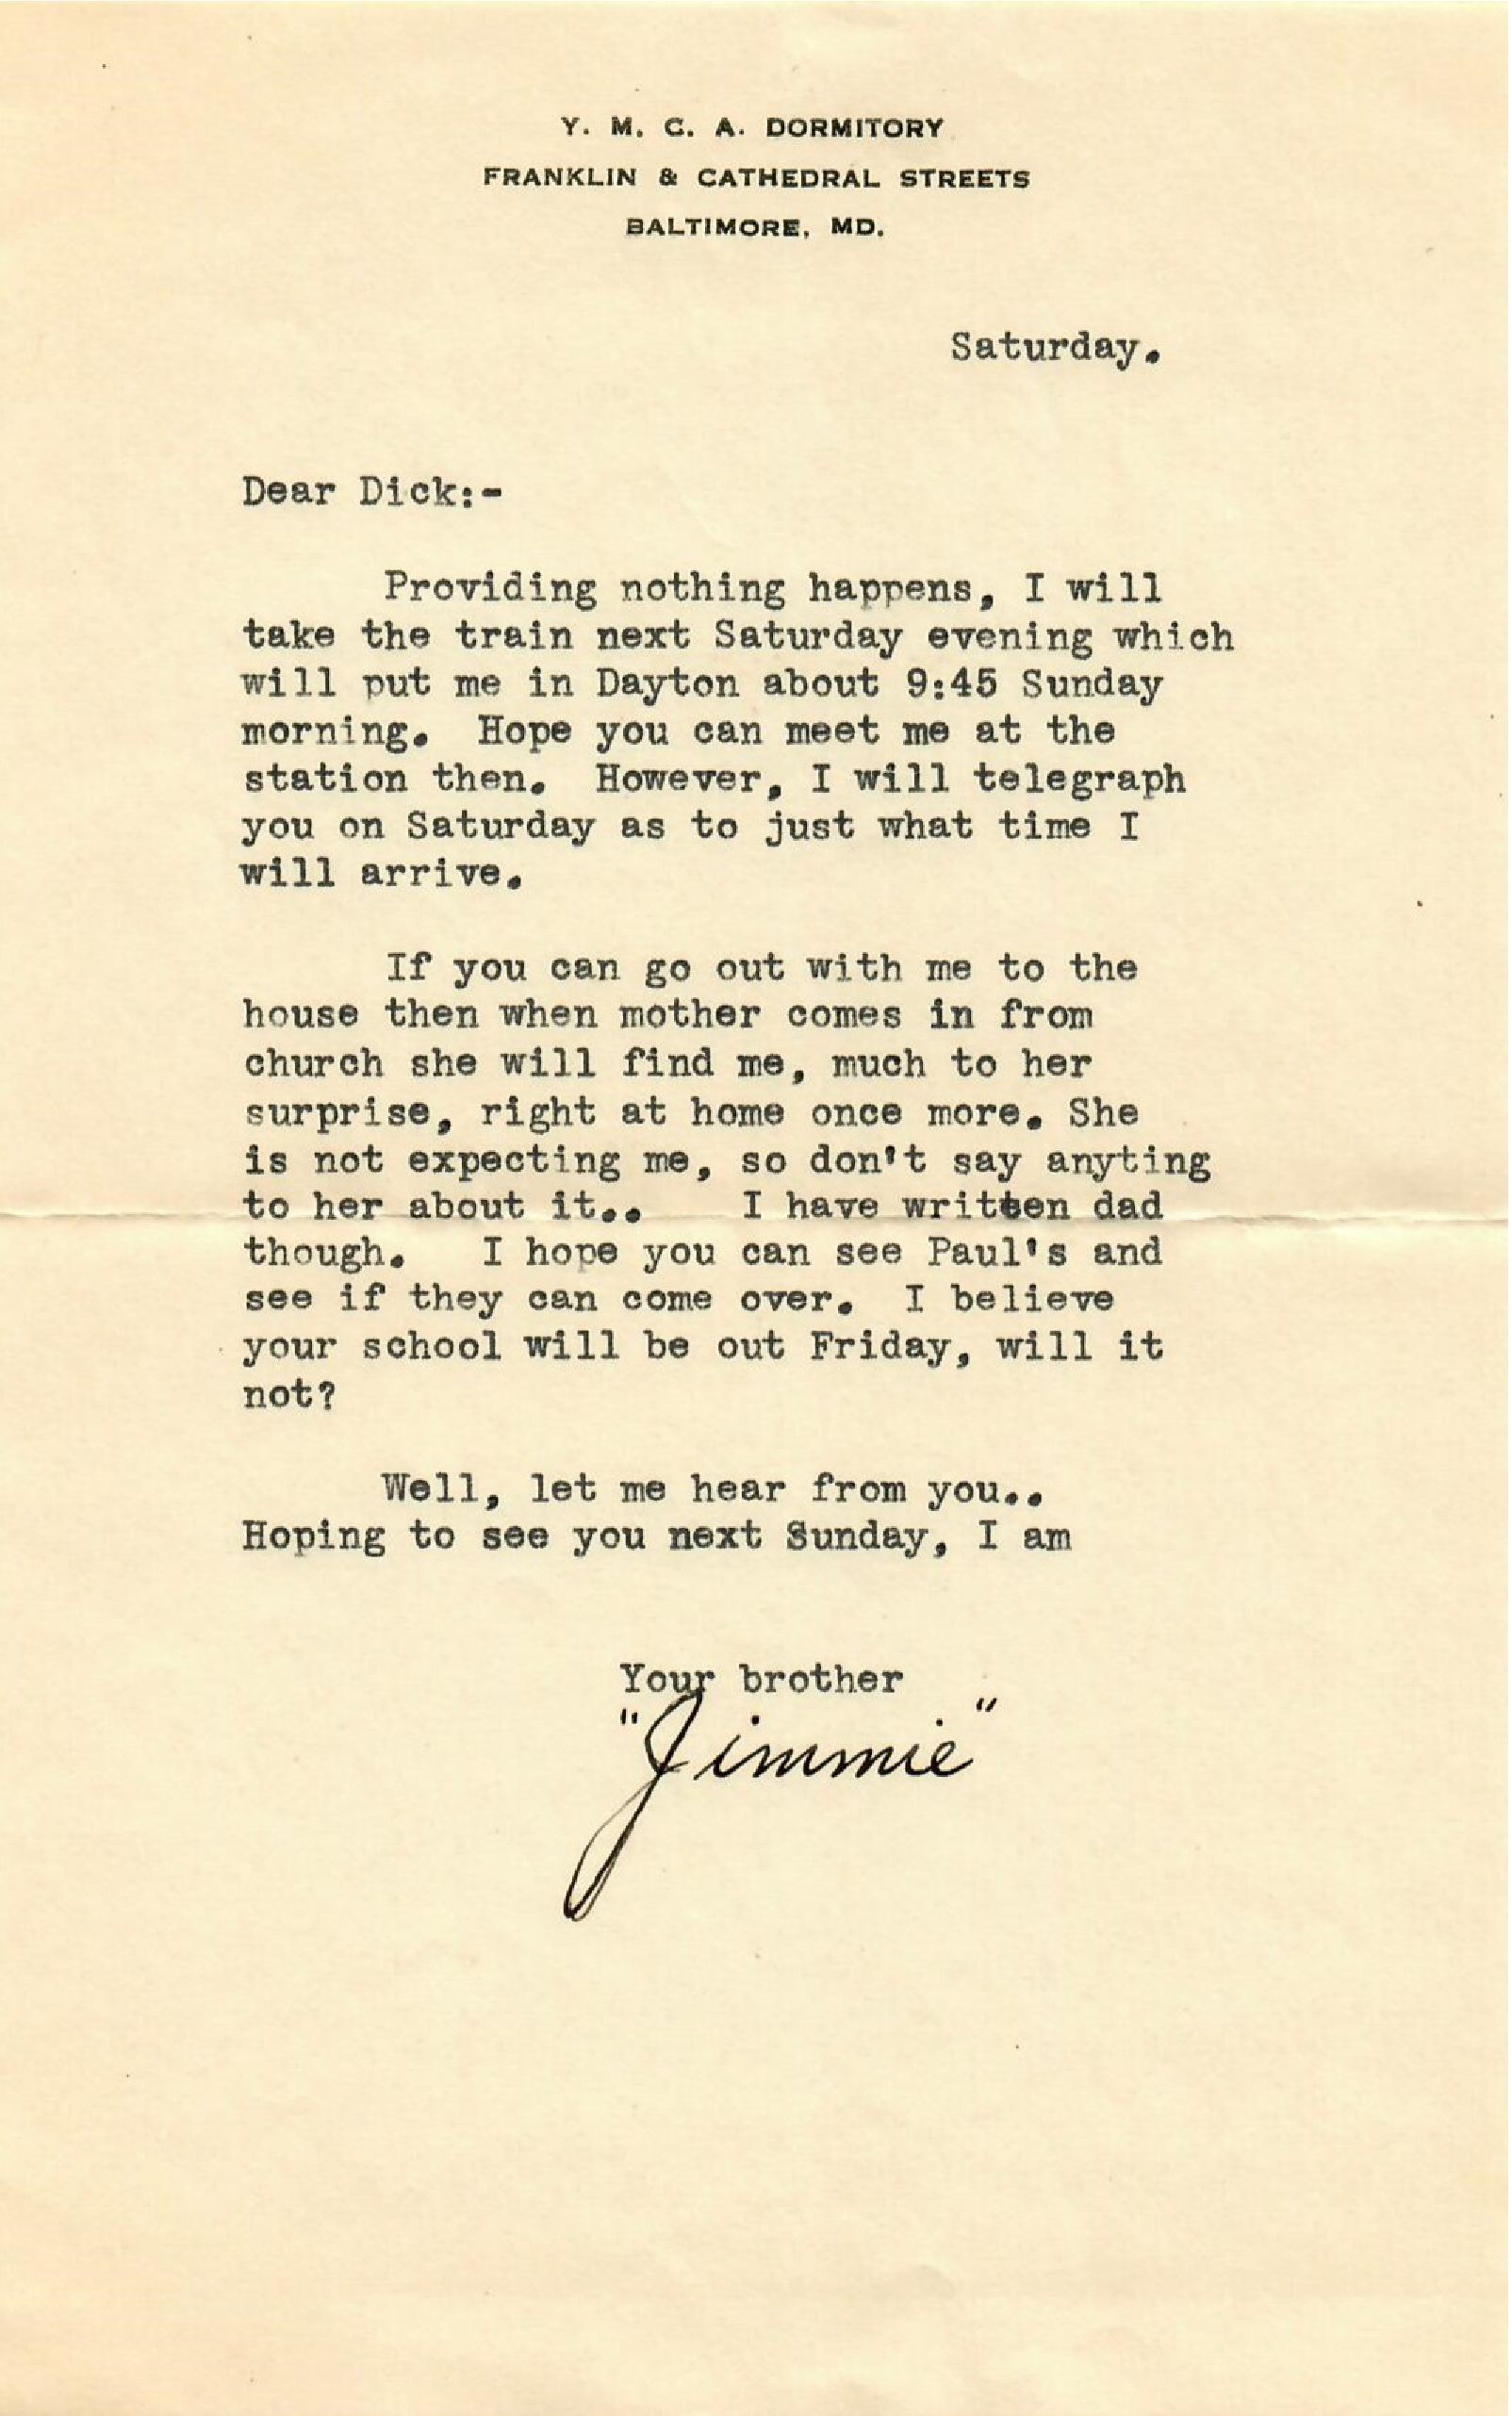 Y. M. C. A. DORMITORY
FRANKLIN & CATHEDRAL STREETS
BALTIMORE, MD.
Saturday.
Dear Dick:-
Providing nothing happens, I will
take the train next Saturday evening which
will put me in Dayton about 9:45 Sunday
morning. Hope you can meet me at the
station then. However, I will telegraph
you on Saturday as to just what time I
will arrive.
If you can go out with me to the
house then when mother comes in from
church she will find me, much to her
surprise, right at home once more. She
is not expecting me, so don't say anyting
to her about it.. I have written dad
though. I hope you can see Paul's and
see if they can come over. I believe
your school will be out Friday, will it
not?
Well, let me hear from you..
Hoping to see you next Sunday, I am
Your brother
"Jimmie"